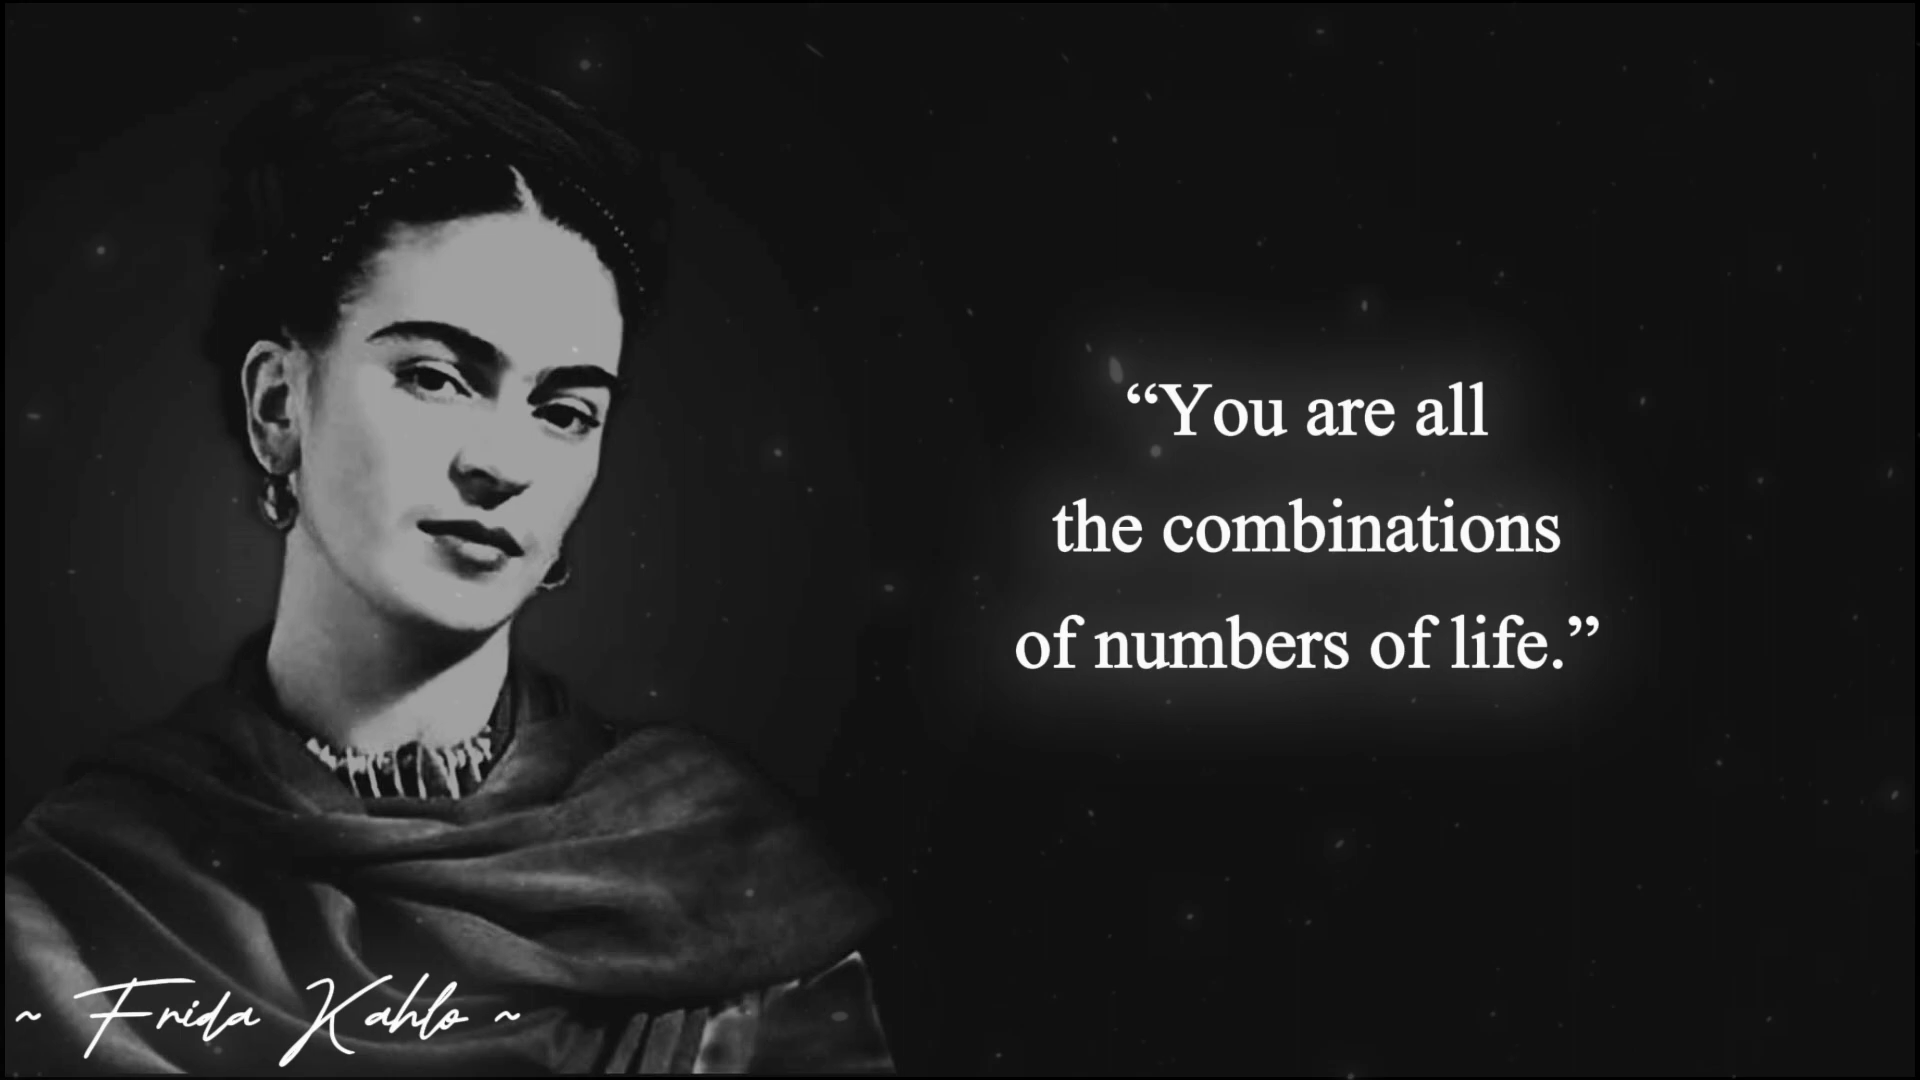 “You are all
the combinations
of numbers of life.”
~ Frida Kahlo ~